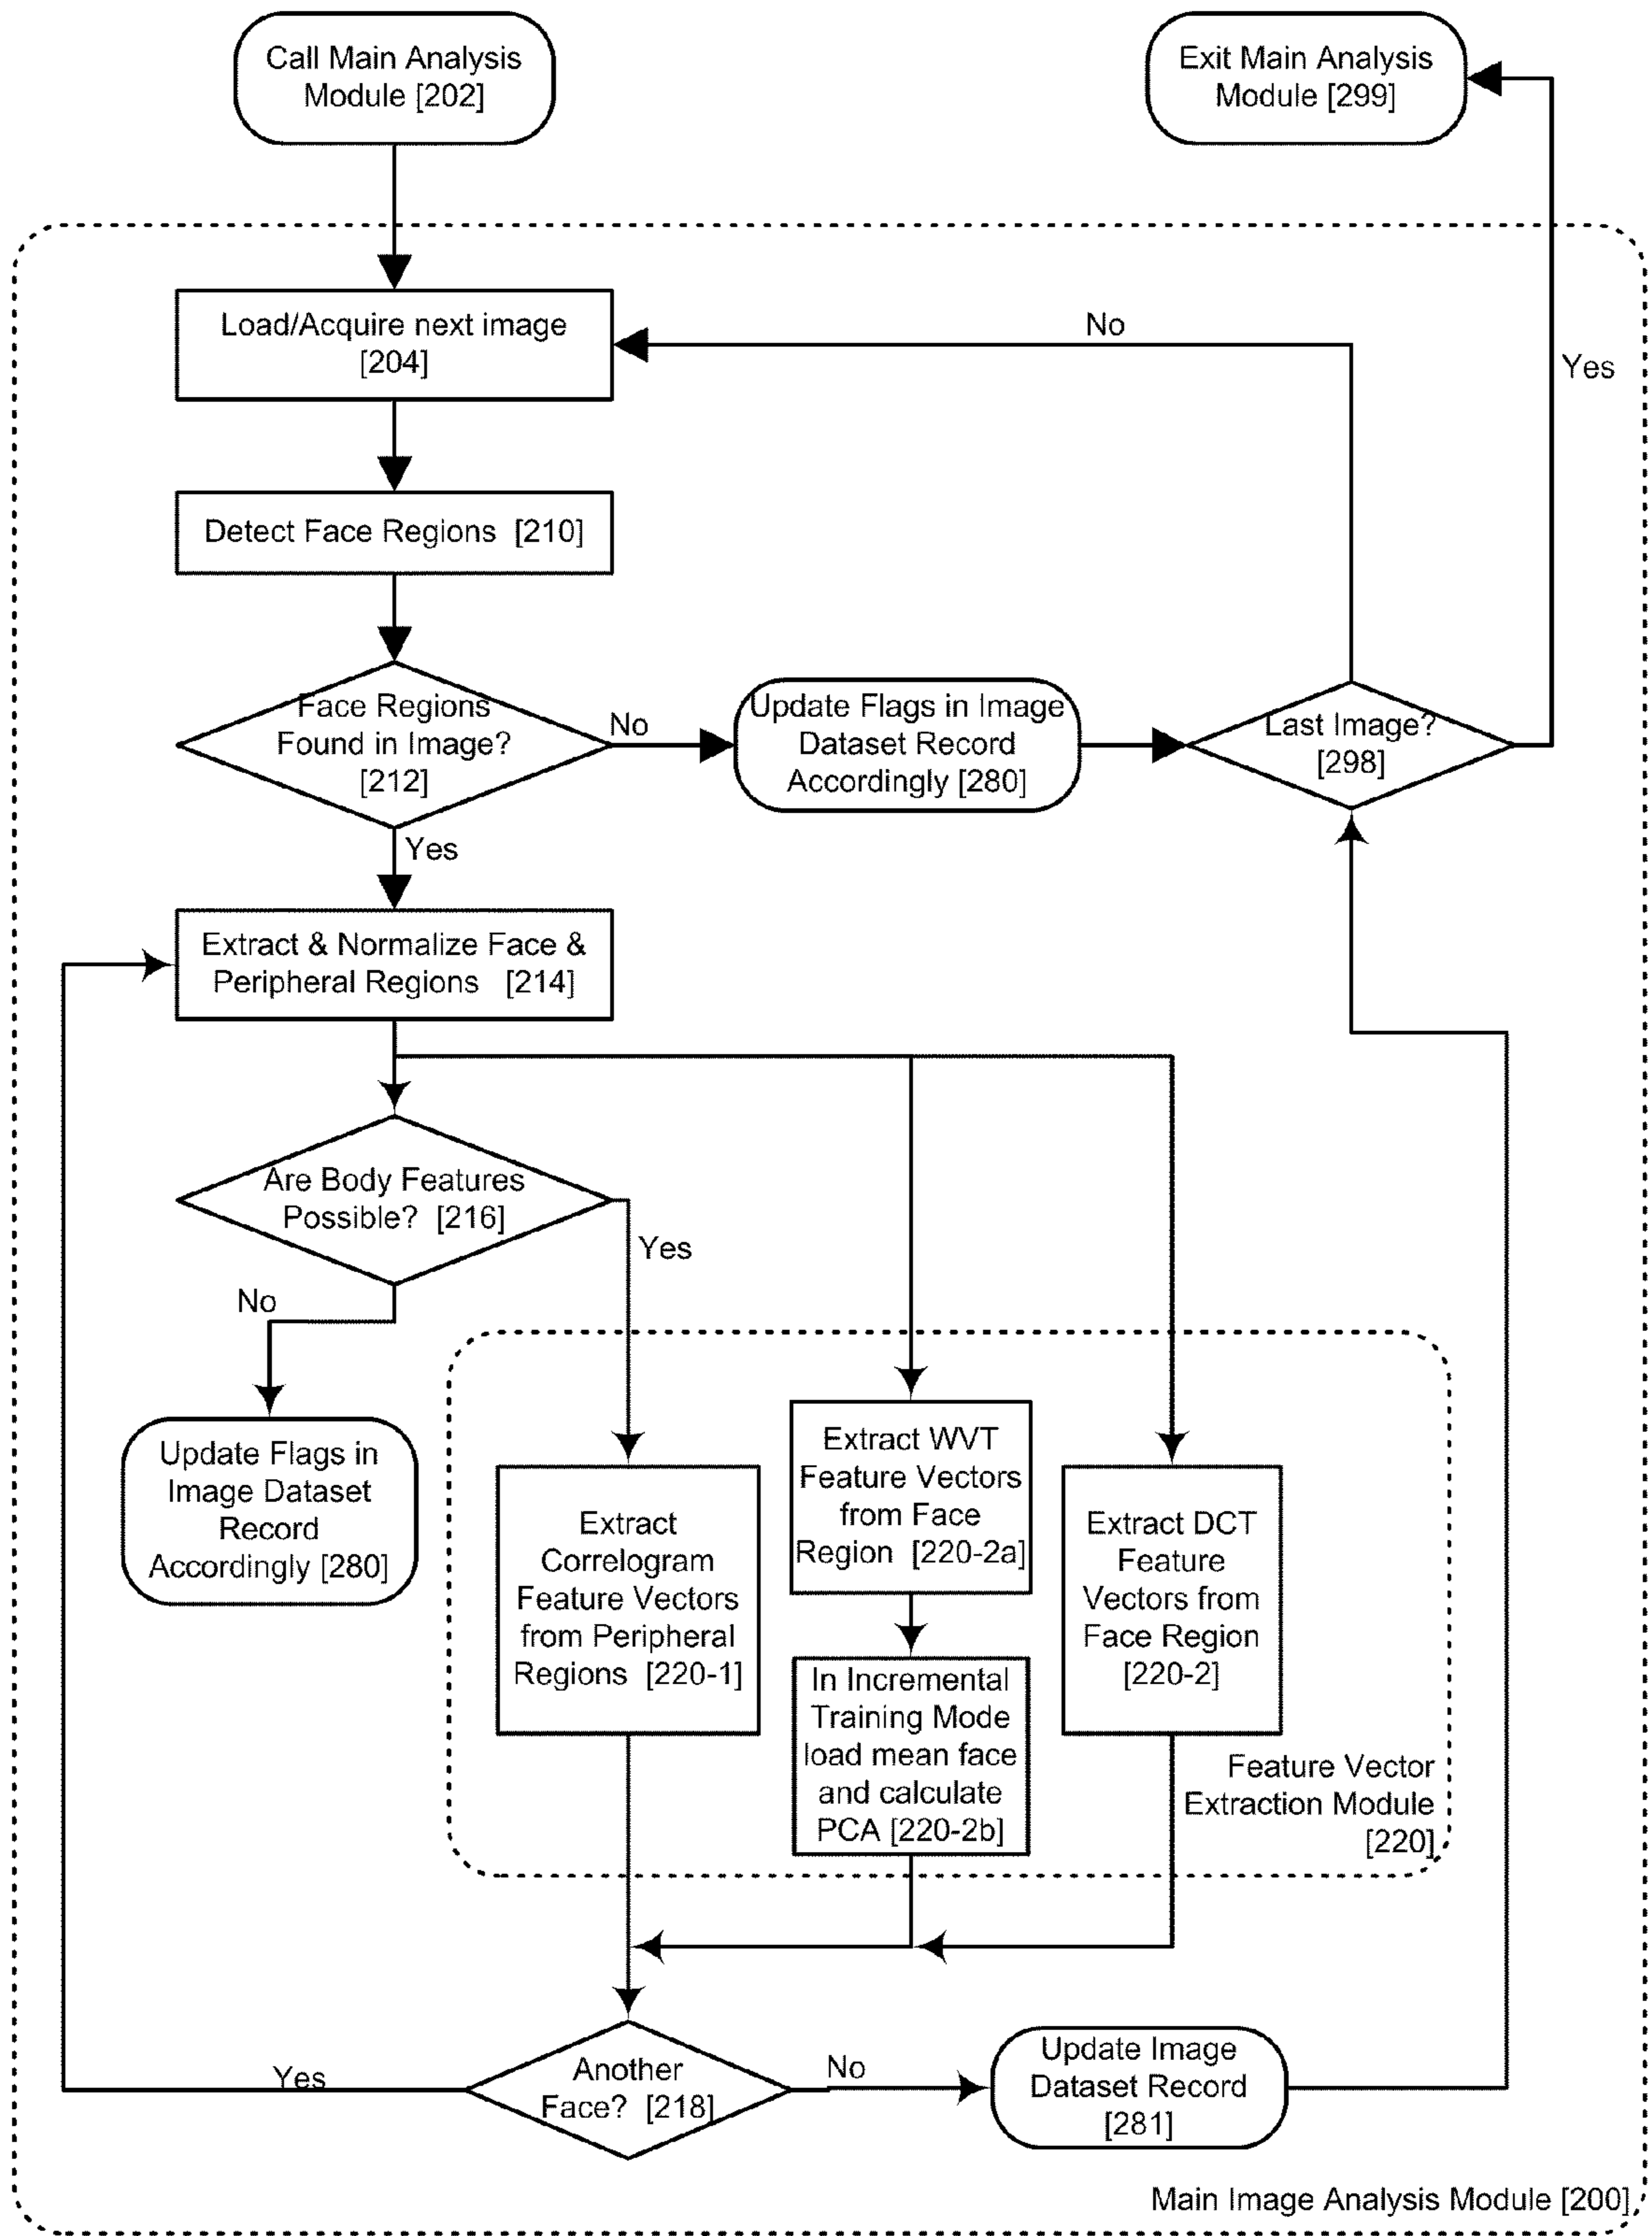 Call Main Analysis
Module [202]
Exit Main Analysis
Module [299]
Load/Acquire next image
[204]
No
Yes
Detect Face Regions [210]
Face Regions
Found in Image?
[212]
No
Update Flags in Image
Dataset Record
Accordingly [280]
Last Image?
[298]
Yes
Extract & Normalize Face &
Peripheral Regions [214]
Are Body Features
Possible? [216]
Yes
No
Update Flags in
Image Dataset
Record
Accordingly [280]
Extract
Correlogram
Feature Vectors
from Peripheral
Regions [220-1]
Extract WVT
Feature Vectors
from Face
Region [220-2a]
In Incremental
Training Mode
load mean face
and calculate
PCA [220-2b]
Extract DCT
Feature
Vectors from
Face Region
[220-2]
Feature Vector
Extraction Module
[220]
Yes
Another
Face? [218]
No
Update Image
Dataset Record
[281]
Main Image Analysis Module [200]